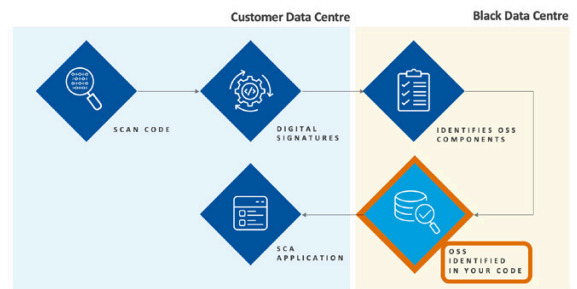 Customer Data Centre
Black Data Centre
SCAN CODE
DIGITAL
SIGNATURES
IDENTIFIES OSS
COMPONENTS
SCA
APPLICATION
OSS
IDENTIFIED
IN YOUR CODE